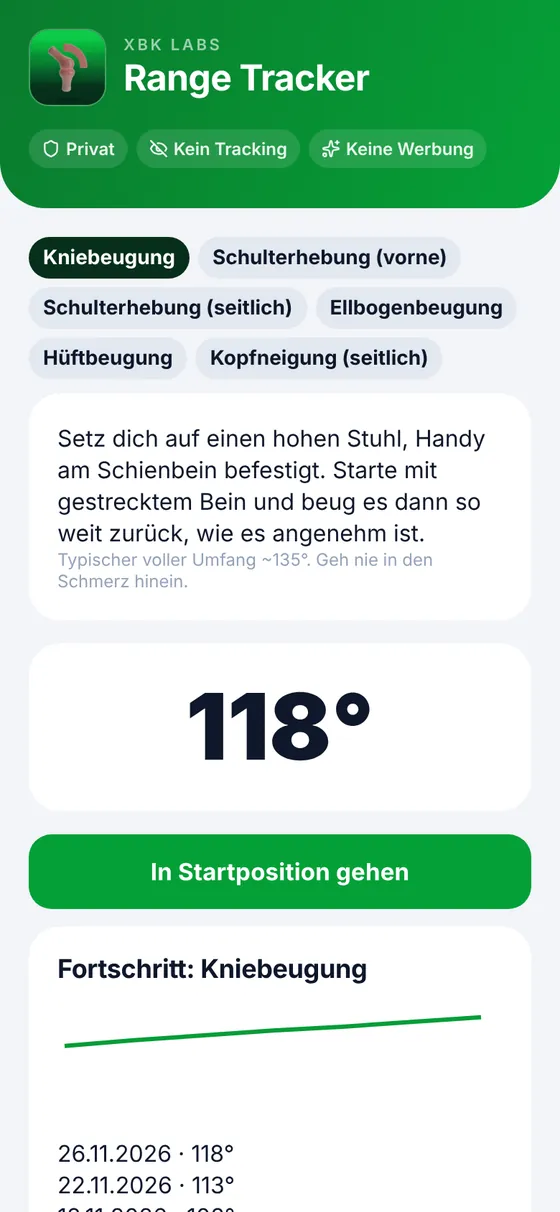 XBK LABS
Range Tracker
Privat
Kein Tracking
Keine Werbung
Kniebeugung
Schulterhebung (vorne)
Schulterhebung (seitlich)
Ellbogenbeugung
Hüftbeugung
Kopfneigung (seitlich)
Setz dich auf einen hohen Stuhl, Handy
am Schienbein befestigt. Starte mit
gestrecktem Bein und beug es dann so
weit zurück, wie es angenehm ist.
Typischer voller Umfang ~135°. Geh nie in den
Schmerz hinein.
118°
In Startposition gehen
Fortschritt: Kniebeugung
26.11.2026 · 118°
22.11.2026 · 113°